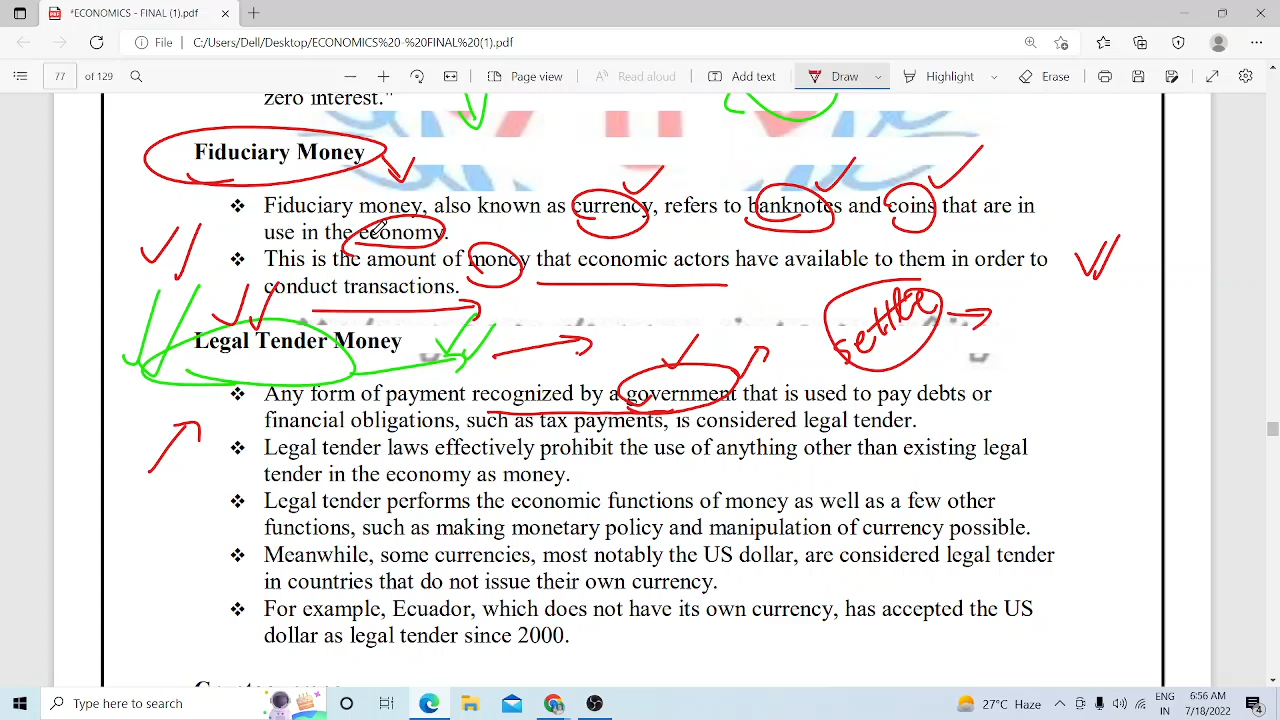 *ECONOMICS - FINAL (1).pdf
File
C:/Users/Dell/Desktop/ECONOMICS%20-%20FINAL%20(1).pdf
77 of 129
Page view
Read aloud
Add text
Draw
Highlight
Erase
zero interest."
Fiduciary Money
Fiduciary money, also known as currency, refers to banknotes and coins that are in
use in the economy.
This is the amount of money that economic actors have available to them in order to
conduct transactions.
settle
Legal Tender Money
Any form of payment recognized by a government that is used to pay debts or
financial obligations, such as tax payments, is considered legal tender.
Legal tender laws effectively prohibit the use of anything other than existing legal
tender in the economy as money.
Legal tender performs the economic functions of money as well as a few other
functions, such as making monetary policy and manipulation of currency possible.
Meanwhile, some currencies, most notably the US dollar, are considered legal tender
in countries that do not issue their own currency.
For example, Ecuador, which does not have its own currency, has accepted the US
dollar as legal tender since 2000.
Type here to search
27°C Haze
ENG
IN
6:56 AM
7/18/2022
4